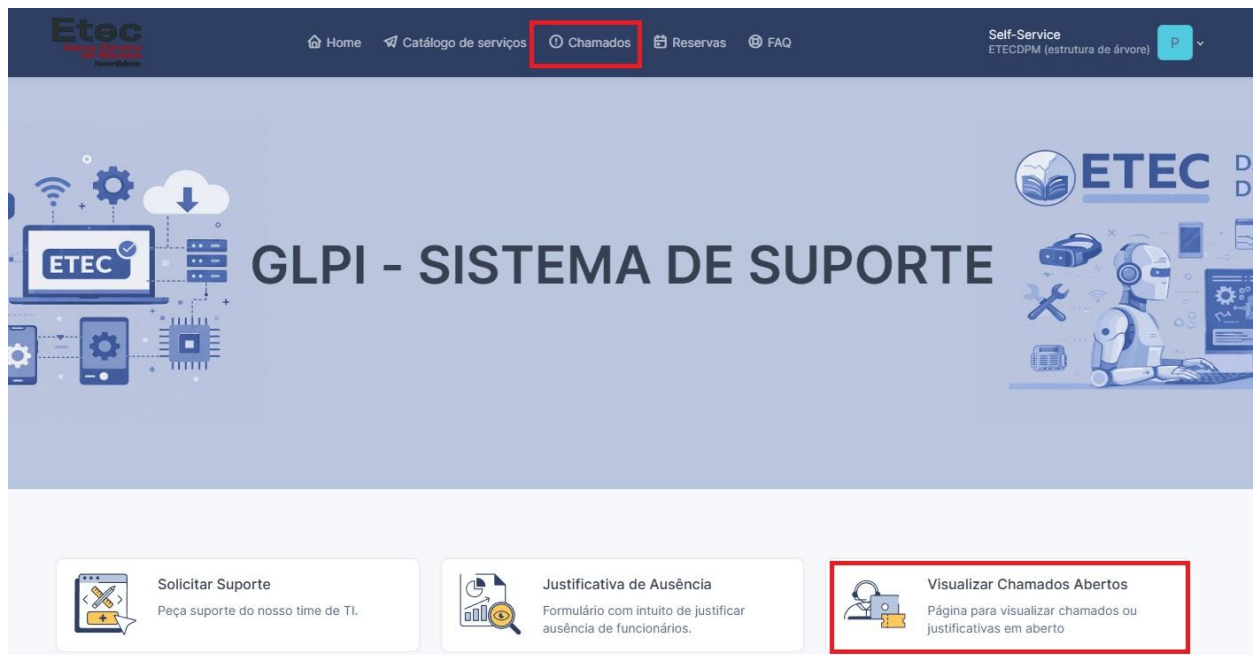 Etec
Home
Catálogo de serviços
Chamados
Reservas
FAQ
Self-Service
ETECDPM (estrutura de árvore)
P
ETEC
D
D
ETEC
GLPI - SISTEMA DE SUPORTE
Solicitar Suporte
Peça suporte do nosso time de TI.
Justificativa de Ausência
Formulário com intuito de justificar
ausência de funcionários.
Visualizar Chamados Abertos
Página para visualizar chamados ou
justificativas em aberto